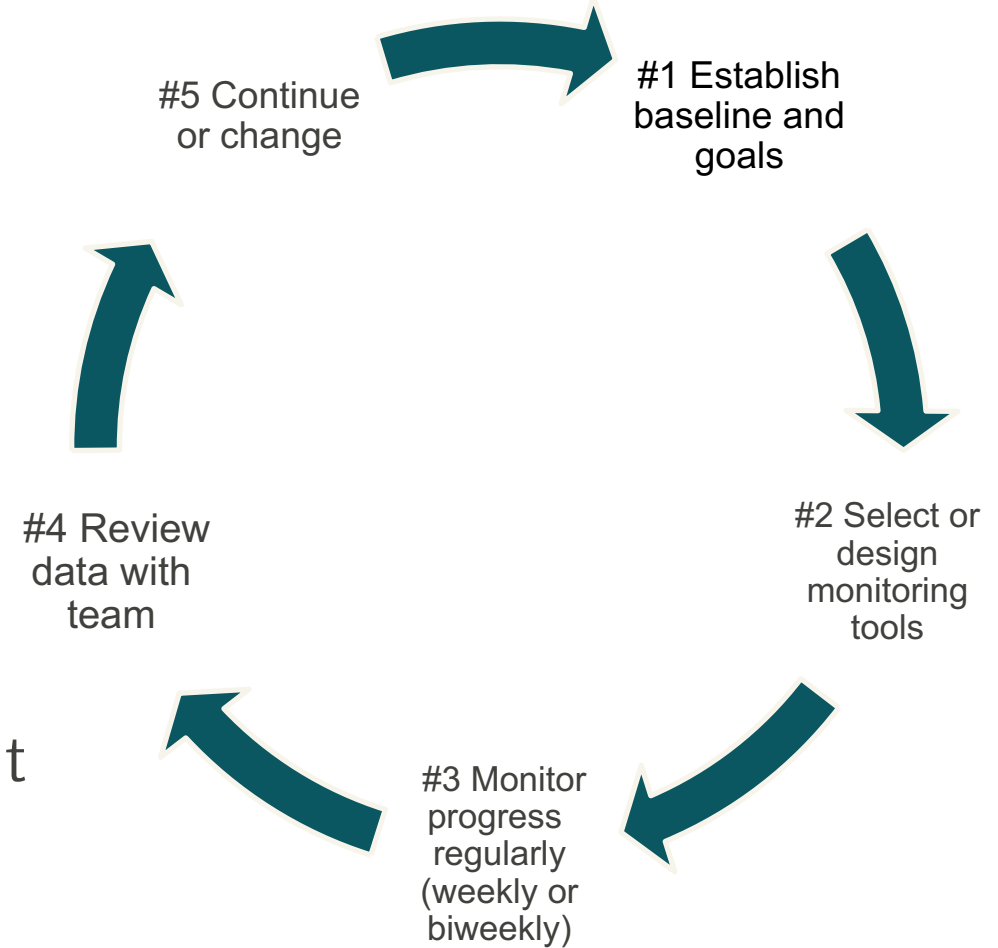 #1 Establish
baseline and
goals
#2 Select or
design
monitoring
tools
#3 Monitor
progress
regularly
(weekly or
biweekly)
#4 Review
data with
team
#5 Continue
or change
t